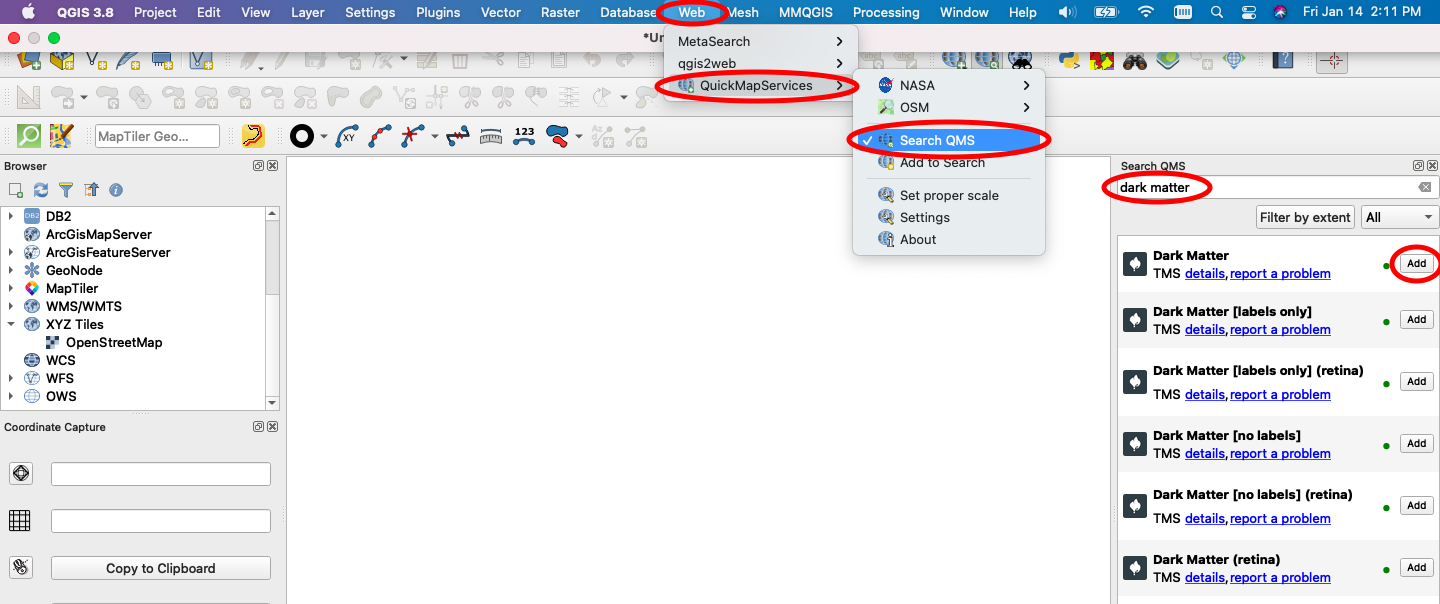 QGIS 3.8 Project Edit View Layer Settings Plugins Vector Raster Database Web Mesh MMQGIS Processing Window Help Fri Jan 14 2:11 PM
*Un
MetaSearch
qgis2web
QuickMapServices
NASA
OSM
Search QMS
Add to Search
Set proper scale
Settings
About
MapTiler Geo...
XY
123
Browser
DB2
DB2
ArcGisMapServer
ArcGisFeatureServer
GeoNode
MapTiler
WMS/WMTS
XYZ Tiles
OpenStreetMap
WCS
WFS
OWS
Coordinate Capture
Copy to Clipboard
Search QMS
dark matter
Filter by extent All
Dark Matter
TMS details, report a problem Add
Dark Matter [labels only]
TMS details, report a problem Add
Dark Matter [labels only] (retina)
TMS details, report a problem Add
Dark Matter [no labels]
TMS details, report a problem Add
Dark Matter [no labels] (retina)
TMS details, report a problem Add
Dark Matter (retina)
TMS details, report a problem Add